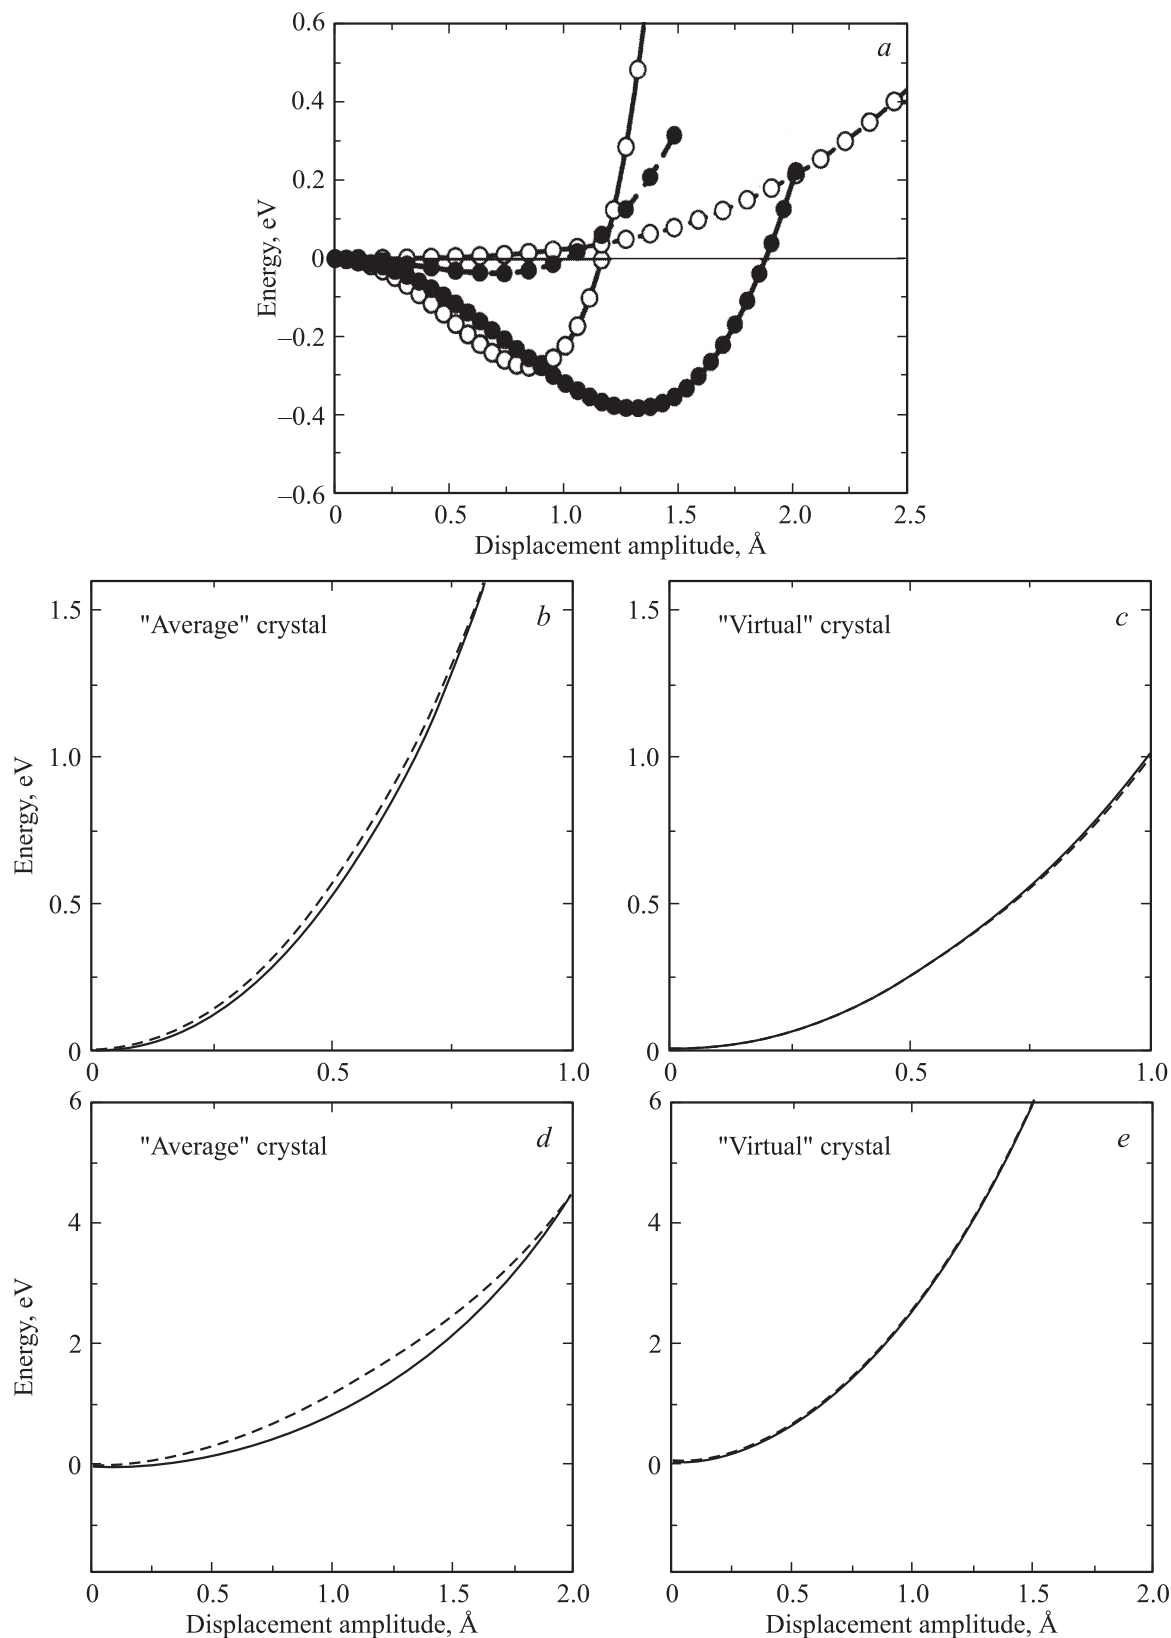 0.6
a
0.4
0.2
0
–0.2
–0.4
–0.6
Energy, eV
0 0.5 1.0 1.5 2.0 2.5
Displacement amplitude, Å
1.5
"Average" crystal b
1.0
0.5
0
Energy, eV
0 0.5 1.0
1.5
"Virtual" crystal c
1.0
0.5
0
0 0.5 1.0
6
"Average" crystal d
4
2
0
Energy, eV
0 0.5 1.0 1.5 2.0
Displacement amplitude, Å
6
"Virtual" crystal e
4
2
0
0 0.5 1.0 1.5 2.0
Displacement amplitude, Å